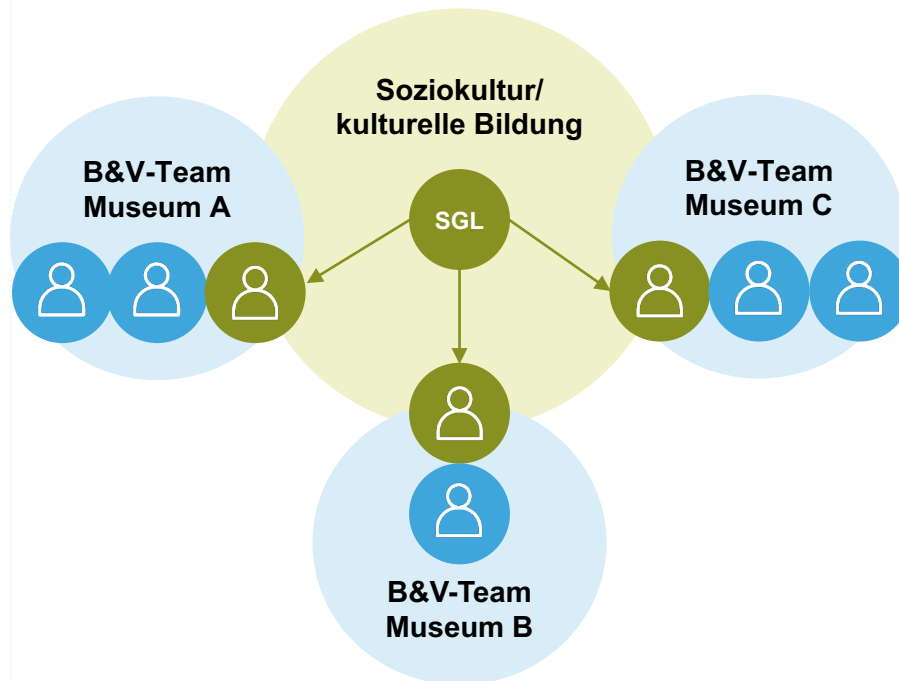 Soziokultur/
kulturelle Bildung
B&V-Team
Museum A
SGL
B&V-Team
Museum C
B&V-Team
Museum B